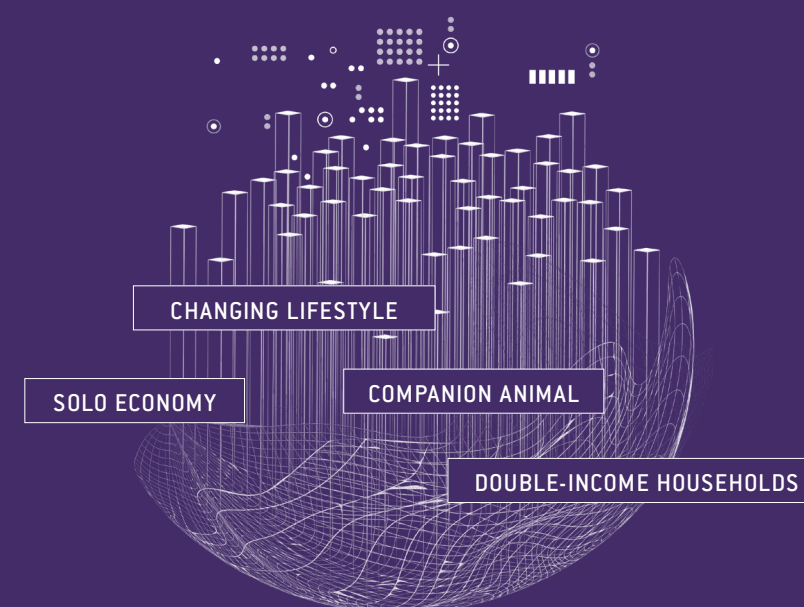 CHANGING LIFESTYLE
COMPANION ANIMAL
SOLO ECONOMY
DOUBLE-INCOME HOUSEHOLDS